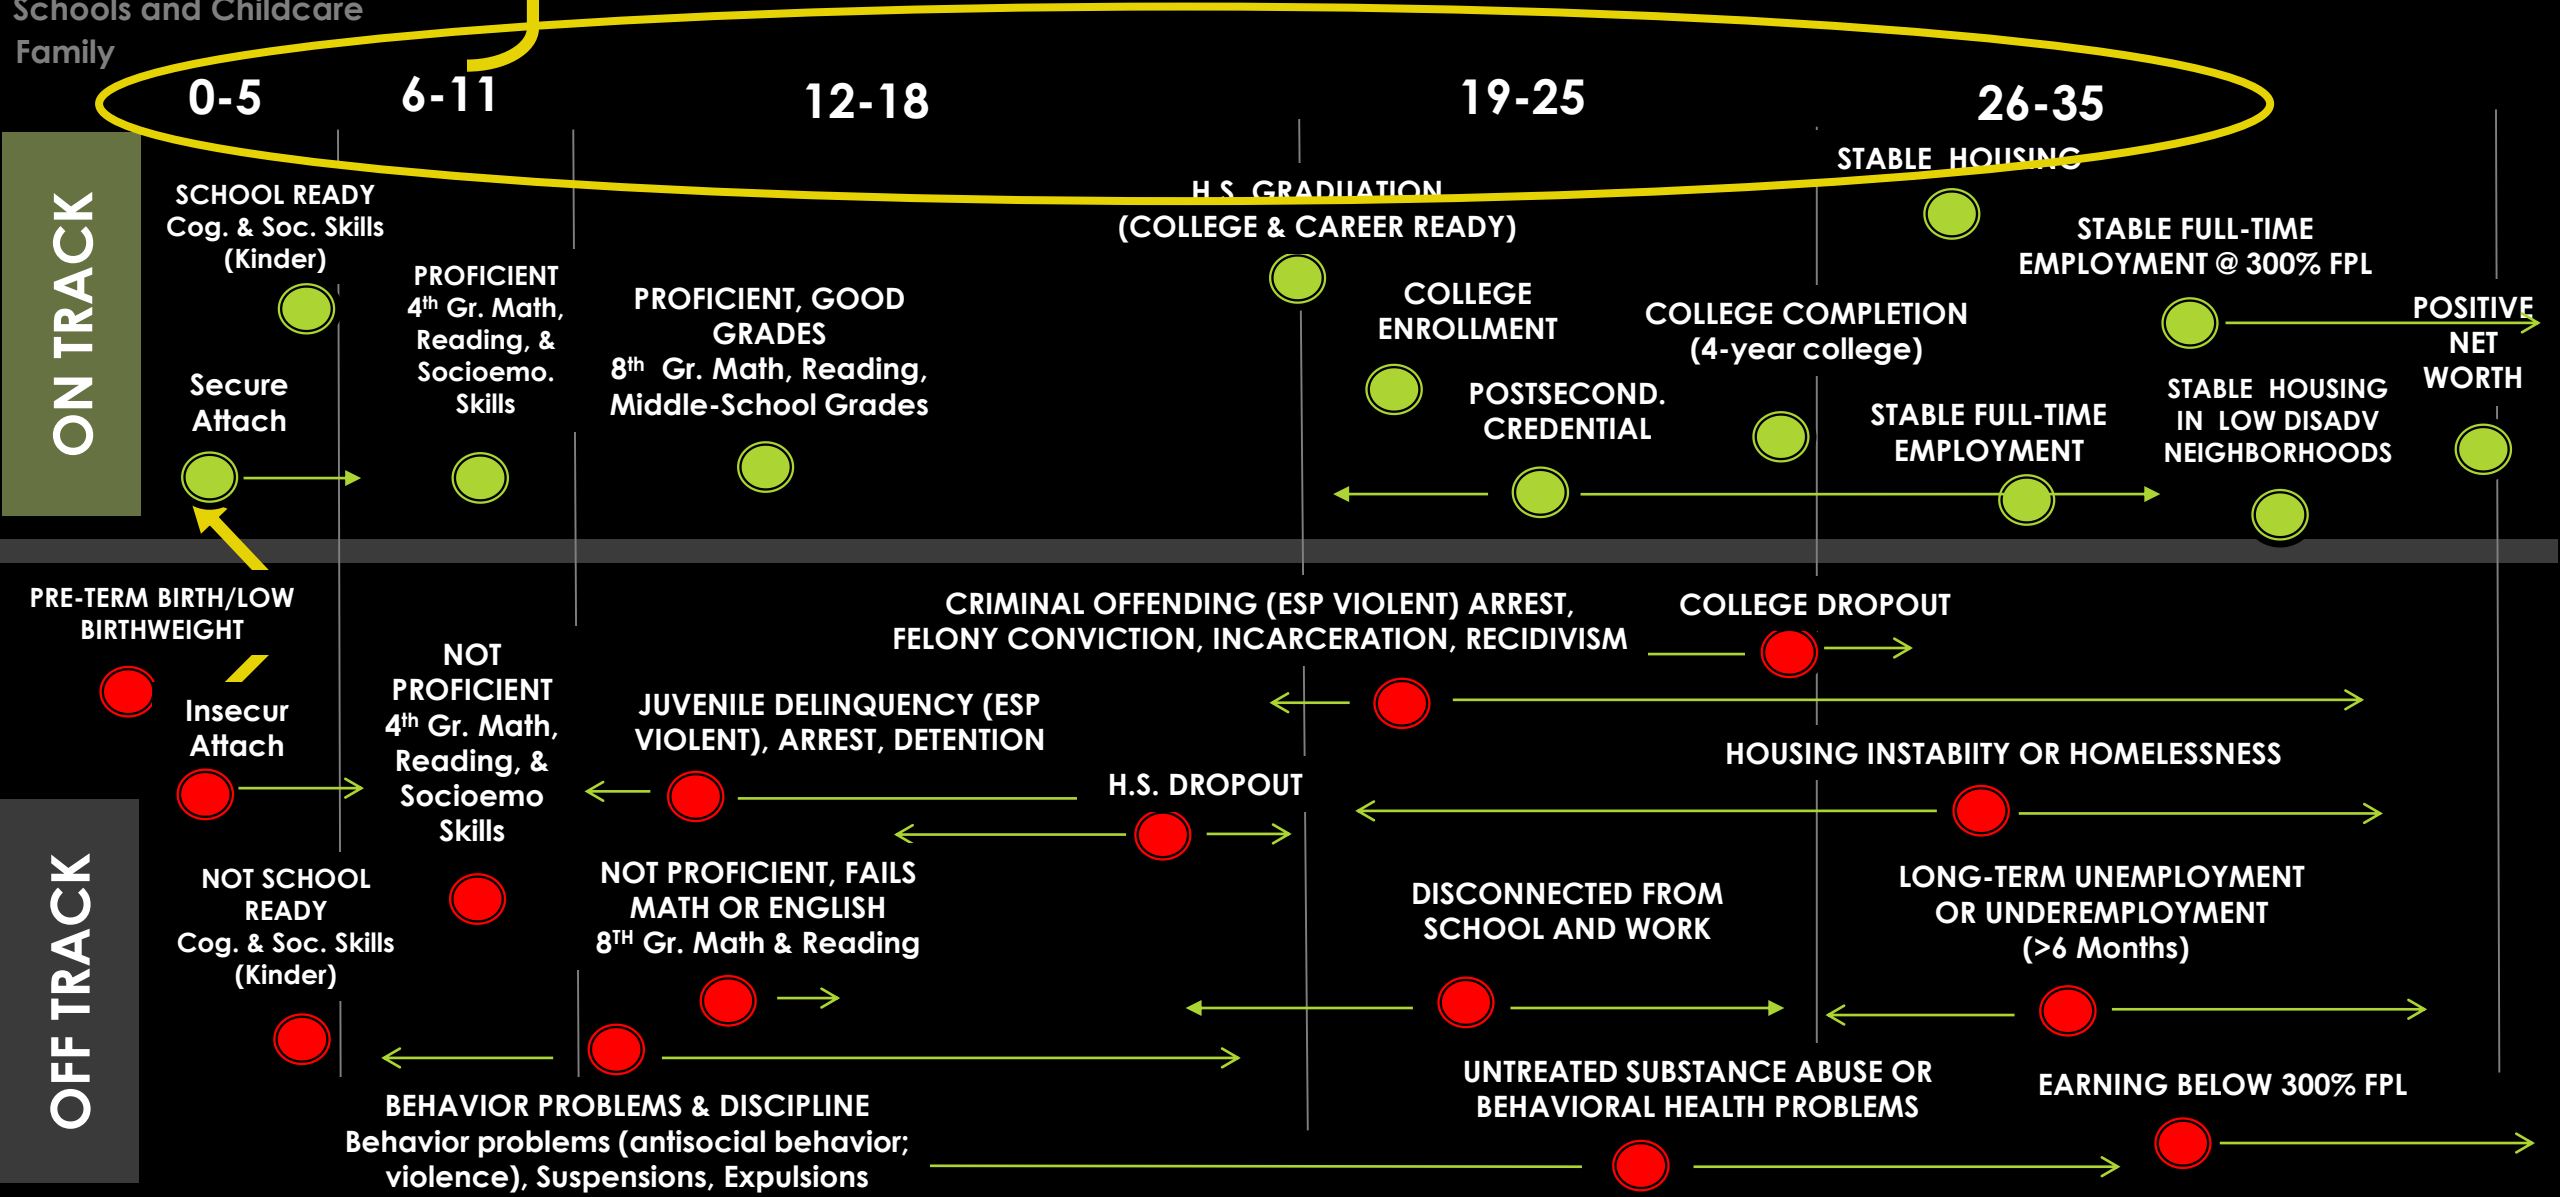 Schools and Childcare
Family
0-5
6-11
12-18
19-25
26-35
ON TRACK
SCHOOL READY
Cog. & Soc. Skills
(Kinder)
Secure
Attach
PROFICIENT
4th Gr. Math,
Reading, &
Socioemo.
Skills
PROFICIENT, GOOD
GRADES
8th Gr. Math, Reading,
Middle-School Grades
H.S. GRADUATION
(COLLEGE & CAREER READY)
COLLEGE
ENROLLMENT
POSTSECOND.
CREDENTIAL
COLLEGE COMPLETION
(4-year college)
STABLE HOUSING
STABLE FULL-TIME
EMPLOYMENT
STABLE FULL-TIME
EMPLOYMENT @ 300% FPL
STABLE HOUSING
IN LOW DISADV
NEIGHBORHOODS
POSITIVE
NET
WORTH
OFF TRACK
PRE-TERM BIRTH/LOW
BIRTHWEIGHT
Insecur
Attach
NOT SCHOOL
READY
Cog. & Soc. Skills
(Kinder)
NOT
PROFICIENT
4th Gr. Math,
Reading, &
Socioemo
Skills
JUVENILE DELINQUENCY (ESP
VIOLENT), ARREST, DETENTION
H.S. DROPOUT
NOT PROFICIENT, FAILS
MATH OR ENGLISH
8TH Gr. Math & Reading
BEHAVIOR PROBLEMS & DISCIPLINE
Behavior problems (antisocial behavior;
violence), Suspensions, Expulsions
CRIMINAL OFFENDING (ESP VIOLENT) ARREST,
FELONY CONVICTION, INCARCERATION, RECIDIVISM
COLLEGE DROPOUT
HOUSING INSTABIITY OR HOMELESSNESS
DISCONNECTED FROM
SCHOOL AND WORK
LONG-TERM UNEMPLOYMENT
OR UNDEREMPLOYMENT
(>6 Months)
UNTREATED SUBSTANCE ABUSE OR
BEHAVIORAL HEALTH PROBLEMS
EARNING BELOW 300% FPL